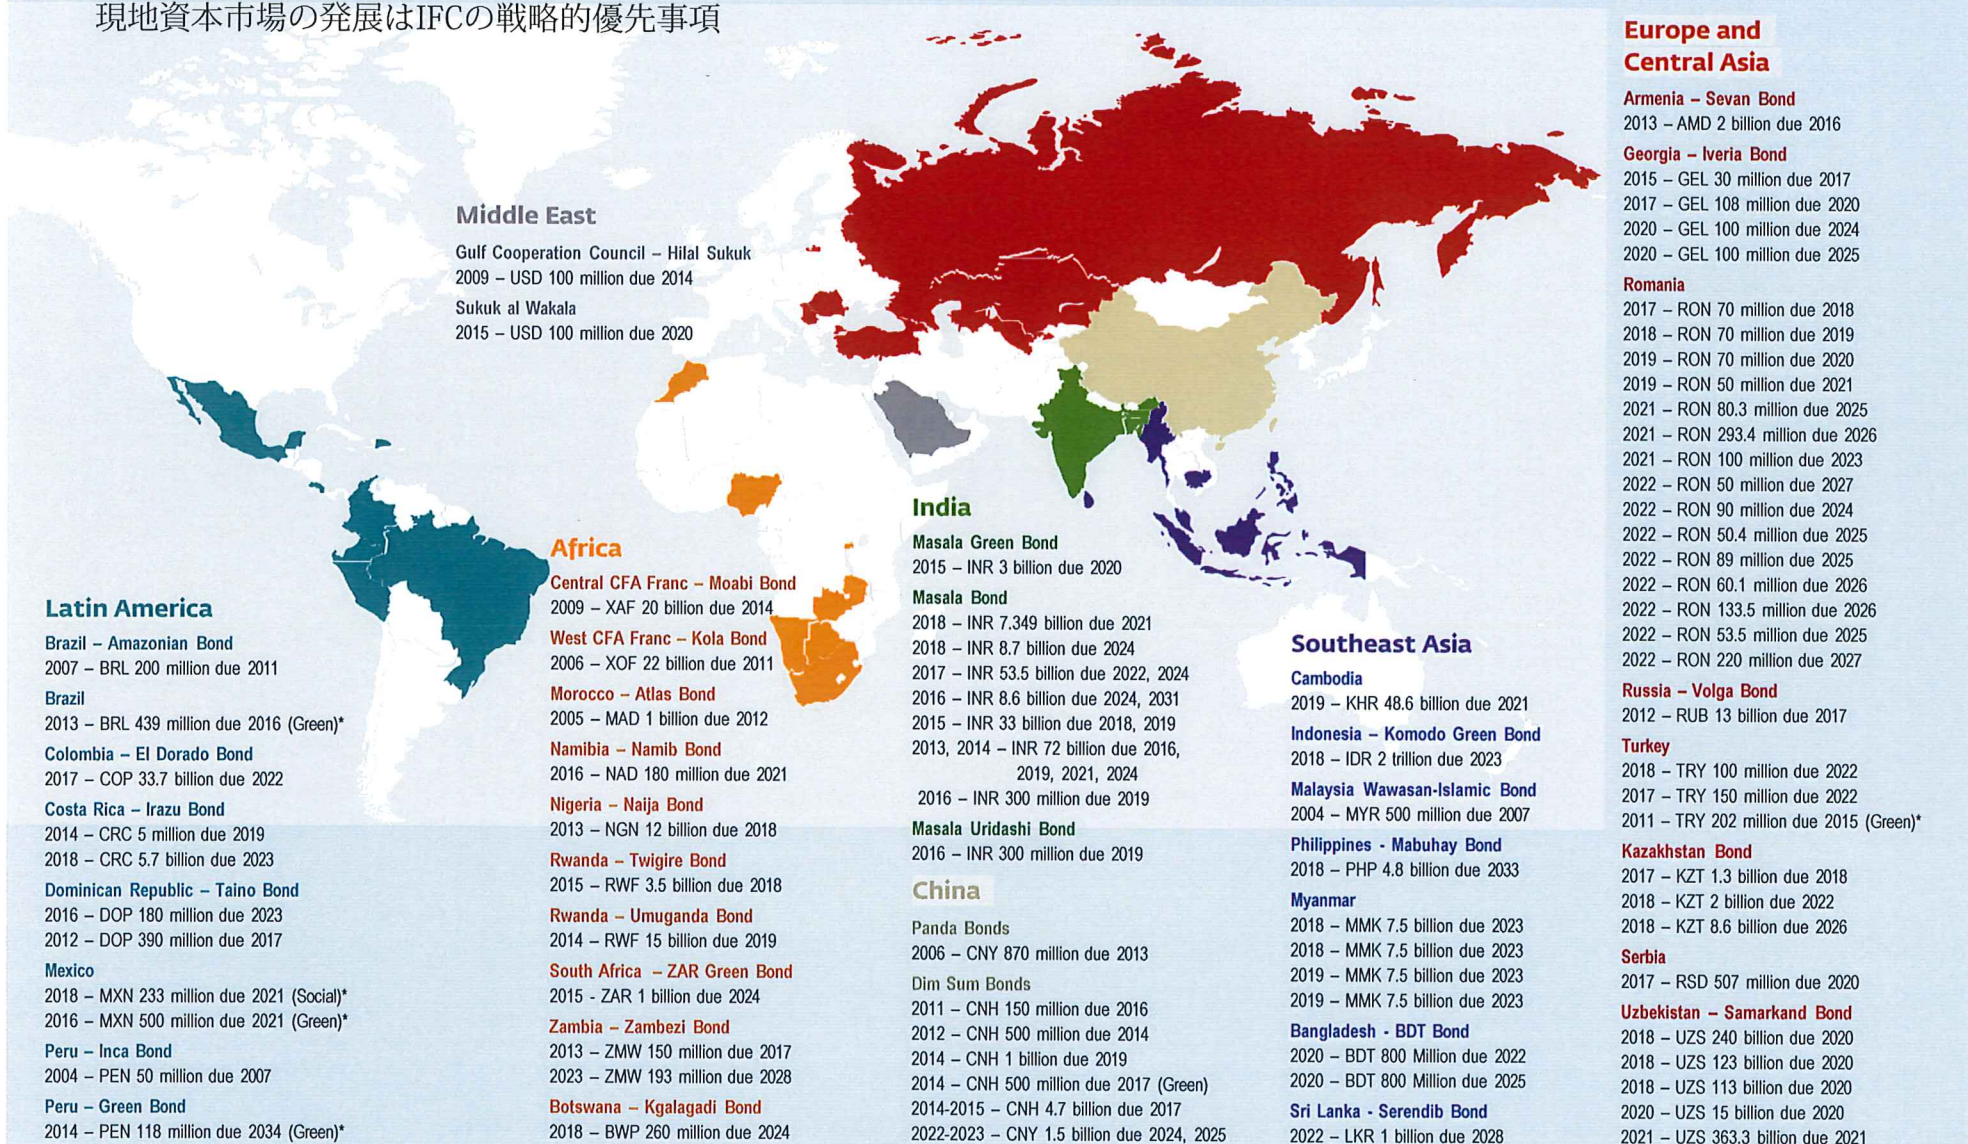 現地資本市場の発展はIFCの戦略的優先事項
Middle East
Gulf Cooperation Council – Hilal Sukuk
2009 – USD 100 million due 2014
Sukuk al Wakala
2015 – USD 100 million due 2020
Latin America
Brazil – Amazonian Bond
2007 – BRL 200 million due 2011
Brazil
2013 – BRL 439 million due 2016 (Green)*
Colombia – El Dorado Bond
2017 – COP 33.7 billion due 2022
Costa Rica – Irazu Bond
2014 – CRC 5 million due 2019
2018 – CRC 5.7 billion due 2023
Dominican Republic – Taino Bond
2016 – DOP 180 million due 2023
2012 – DOP 390 million due 2017
Mexico
2018 – MXN 233 million due 2021 (Social)*
2016 – MXN 500 million due 2021 (Green)*
Peru – Inca Bond
2004 – PEN 50 million due 2007
Peru – Green Bond
2014 – PEN 118 million due 2034 (Green)*
Africa
Central CFA Franc – Moabi Bond
2009 – XAF 20 billion due 2014
West CFA Franc – Kola Bond
2006 – XOF 22 billion due 2011
Morocco – Atlas Bond
2005 – MAD 1 billion due 2012
Namibia – Namib Bond
2016 – NAD 180 million due 2021
Nigeria – Naija Bond
2013 – NGN 12 billion due 2018
Rwanda – Twigire Bond
2015 – RWF 3.5 billion due 2018
Rwanda – Umuganda Bond
2014 – RWF 15 billion due 2019
South Africa – ZAR Green Bond
2015 - ZAR 1 billion due 2024
Zambia – Zambezi Bond
2013 – ZMW 150 million due 2017
2023 – ZMW 193 million due 2028
Botswana – Kgalagadi Bond
2018 – BWP 260 million due 2024
India
Masala Green Bond
2015 – INR 3 billion due 2020
Masala Bond
2018 – INR 7.349 billion due 2021
2018 – INR 8.7 billion due 2024
2017 – INR 53.5 billion due 2022, 2024
2016 – INR 8.6 billion due 2024, 2031
2015 – INR 33 billion due 2018, 2019
2013, 2014 – INR 72 billion due 2016,
2019, 2021, 2024
2016 – INR 300 million due 2019
Masala Uridashi Bond
2016 – INR 300 million due 2019
China
Panda Bonds
2006 – CNY 870 million due 2013
Dim Sum Bonds
2011 – CNH 150 million due 2016
2012 – CNH 500 million due 2014
2014 – CNH 1 billion due 2019
2014 – CNH 500 million due 2017 (Green)
2014-2015 – CNH 4.7 billion due 2017
2022-2023 – CNY 1.5 billion due 2024, 2025
Southeast Asia
Cambodia
2019 – KHR 48.6 billion due 2021
Indonesia – Komodo Green Bond
2018 – IDR 2 trillion due 2023
Malaysia Wawasan-Islamic Bond
2004 – MYR 500 million due 2007
Philippines - Mabuhay Bond
2018 – PHP 4.8 billion due 2033
Myanmar
2018 – MMK 7.5 billion due 2023
2018 – MMK 7.5 billion due 2023
2019 – MMK 7.5 billion due 2023
2019 – MMK 7.5 billion due 2023
Bangladesh - BDT Bond
2020 – BDT 800 Million due 2022
2020 – BDT 800 Million due 2025
Sri Lanka - Serendib Bond
2022 – LKR 1 billion due 2028
Europe and
Central Asia
Armenia – Sevan Bond
2013 – AMD 2 billion due 2016
Georgia – Iveria Bond
2015 – GEL 30 million due 2017
2017 – GEL 108 million due 2020
2020 – GEL 100 million due 2024
2020 – GEL 100 million due 2025
Romania
2017 – RON 70 million due 2018
2018 – RON 70 million due 2019
2019 – RON 70 million due 2020
2019 – RON 50 million due 2021
2021 – RON 80.3 million due 2025
2021 – RON 293.4 million due 2026
2021 – RON 100 million due 2023
2022 – RON 50 million due 2027
2022 – RON 90 million due 2024
2022 – RON 50.4 million due 2025
2022 – RON 89 million due 2025
2022 – RON 60.1 million due 2026
2022 – RON 133.5 million due 2026
2022 – RON 53.5 million due 2025
2022 – RON 220 million due 2027
Russia – Volga Bond
2012 – RUB 13 billion due 2017
Turkey
2018 – TRY 100 million due 2022
2017 – TRY 150 million due 2022
2011 – TRY 202 million due 2015 (Green)*
Kazakhstan Bond
2017 – KZT 1.3 billion due 2018
2018 – KZT 2 billion due 2022
2018 – KZT 8.6 billion due 2026
Serbia
2017 – RSD 507 million due 2020
Uzbekistan – Samarkand Bond
2018 – UZS 240 billion due 2020
2018 – UZS 123 billion due 2020
2018 – UZS 113 billion due 2020
2020 – UZS 15 billion due 2020
2021 – UZS 363.3 billion due 2021